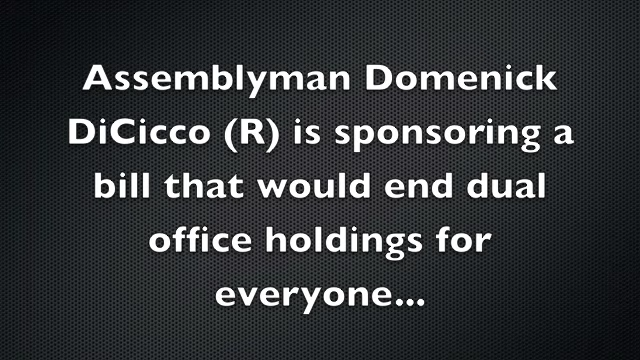 Assemblyman Domenick
DiCicco (R) is sponsoring a
bill that would end dual
office holdings for
everyone...